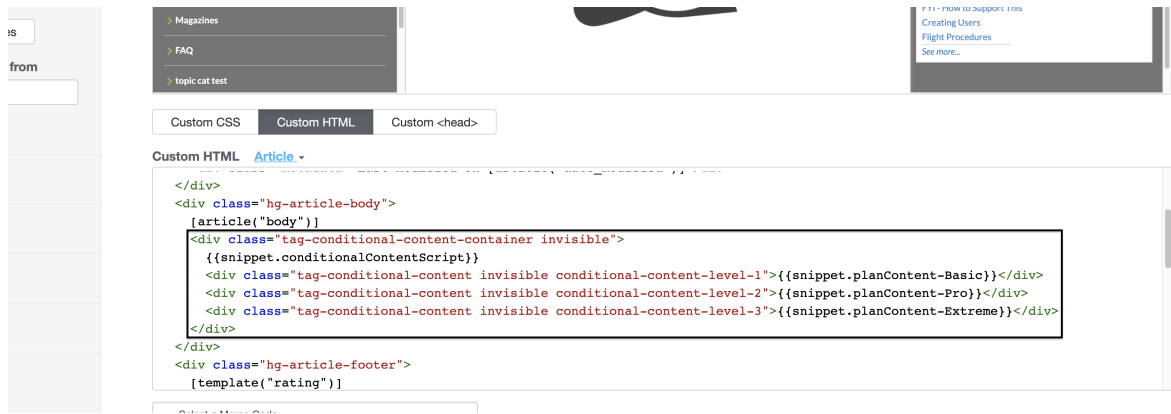 > Magazines
> FAQ
> topic cat test
FYI - How to Support This
Creating Users
Flight Procedures
See more...
es
from
Custom CSS Custom HTML Custom <head>
Custom HTML Article
</div>
<div class="hg-article-body">
[article("body")]
<div class="tag-conditional-content-container invisible">
{{snippet.conditionalContentScript}}
<div class="tag-conditional-content invisible conditional-content-level-1">{{snippet.planContent-Basic}}</div>
<div class="tag-conditional-content invisible conditional-content-level-2">{{snippet.planContent-Pro}}</div>
<div class="tag-conditional-content invisible conditional-content-level-3">{{snippet.planContent-Extreme}}</div>
</div>
</div>
<div class="hg-article-footer">
[template("rating")]
Select a Merge Code